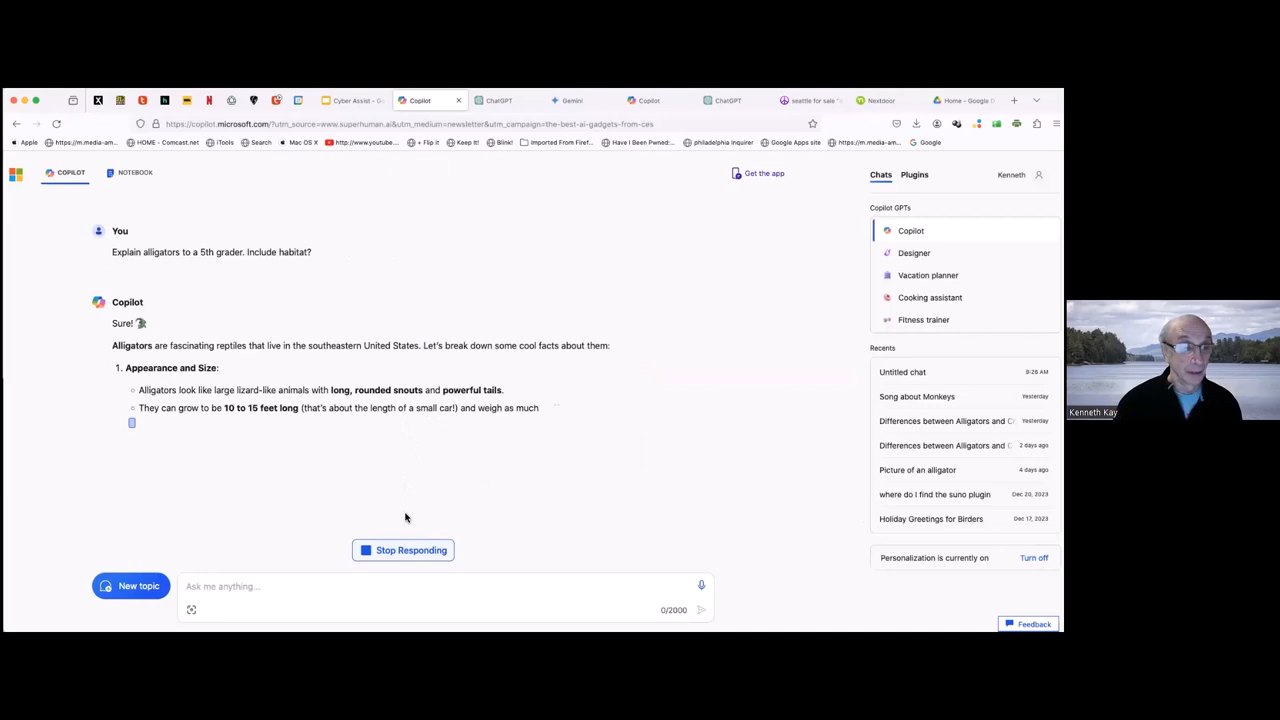 Cyber Assist - Go
Copilot
ChatGPT
Gemini
Copilot
ChatGPT
seattle for sale "
Nextdoor
Home - Google D
https://copilot.microsoft.com/?utm_source=www.superhuman.ai&utm_medium=newsletter&utm_campaign=the-best-ai-gadgets-from-ces
Apple
https://m.media-am...
HOME - Comcast.net
iTools
Search
Mac OS X
http://www.youtube....
+ Flip it
Keep It!
Blink!
Imported From Firef...
Have I Been Pwned:...
philadelphia Inquirer
Google Apps site
https://m.media-am...
Google
COPILOT
NOTEBOOK
Get the app
Chats
Plugins
Kenneth
You
Explain alligators to a 5th grader. Include habitat?
Copilot
Sure!
Alligators are fascinating reptiles that live in the southeastern United States. Let's break down some cool facts about them:
1. Appearance and Size:
Alligators look like large lizard-like animals with long, rounded snouts and powerful tails.
They can grow to be 10 to 15 feet long (that's about the length of a small car!) and weigh as much
Stop Responding
New topic
Ask me anything...
0/2000
Copilot GPTs
Copilot
Designer
Vacation planner
Cooking assistant
Fitness trainer
Recents
Untitled chat 9:26 AM
Song about Monkeys Yesterday
Differences between Alligators and C Yesterday
Differences between Alligators and C 2 days ago
Picture of an alligator 4 days ago
where do I find the suno plugin Dec 20, 2023
Holiday Greetings for Birders Dec 17, 2023
Personalization is currently on Turn off
Feedback
Kenneth Kay